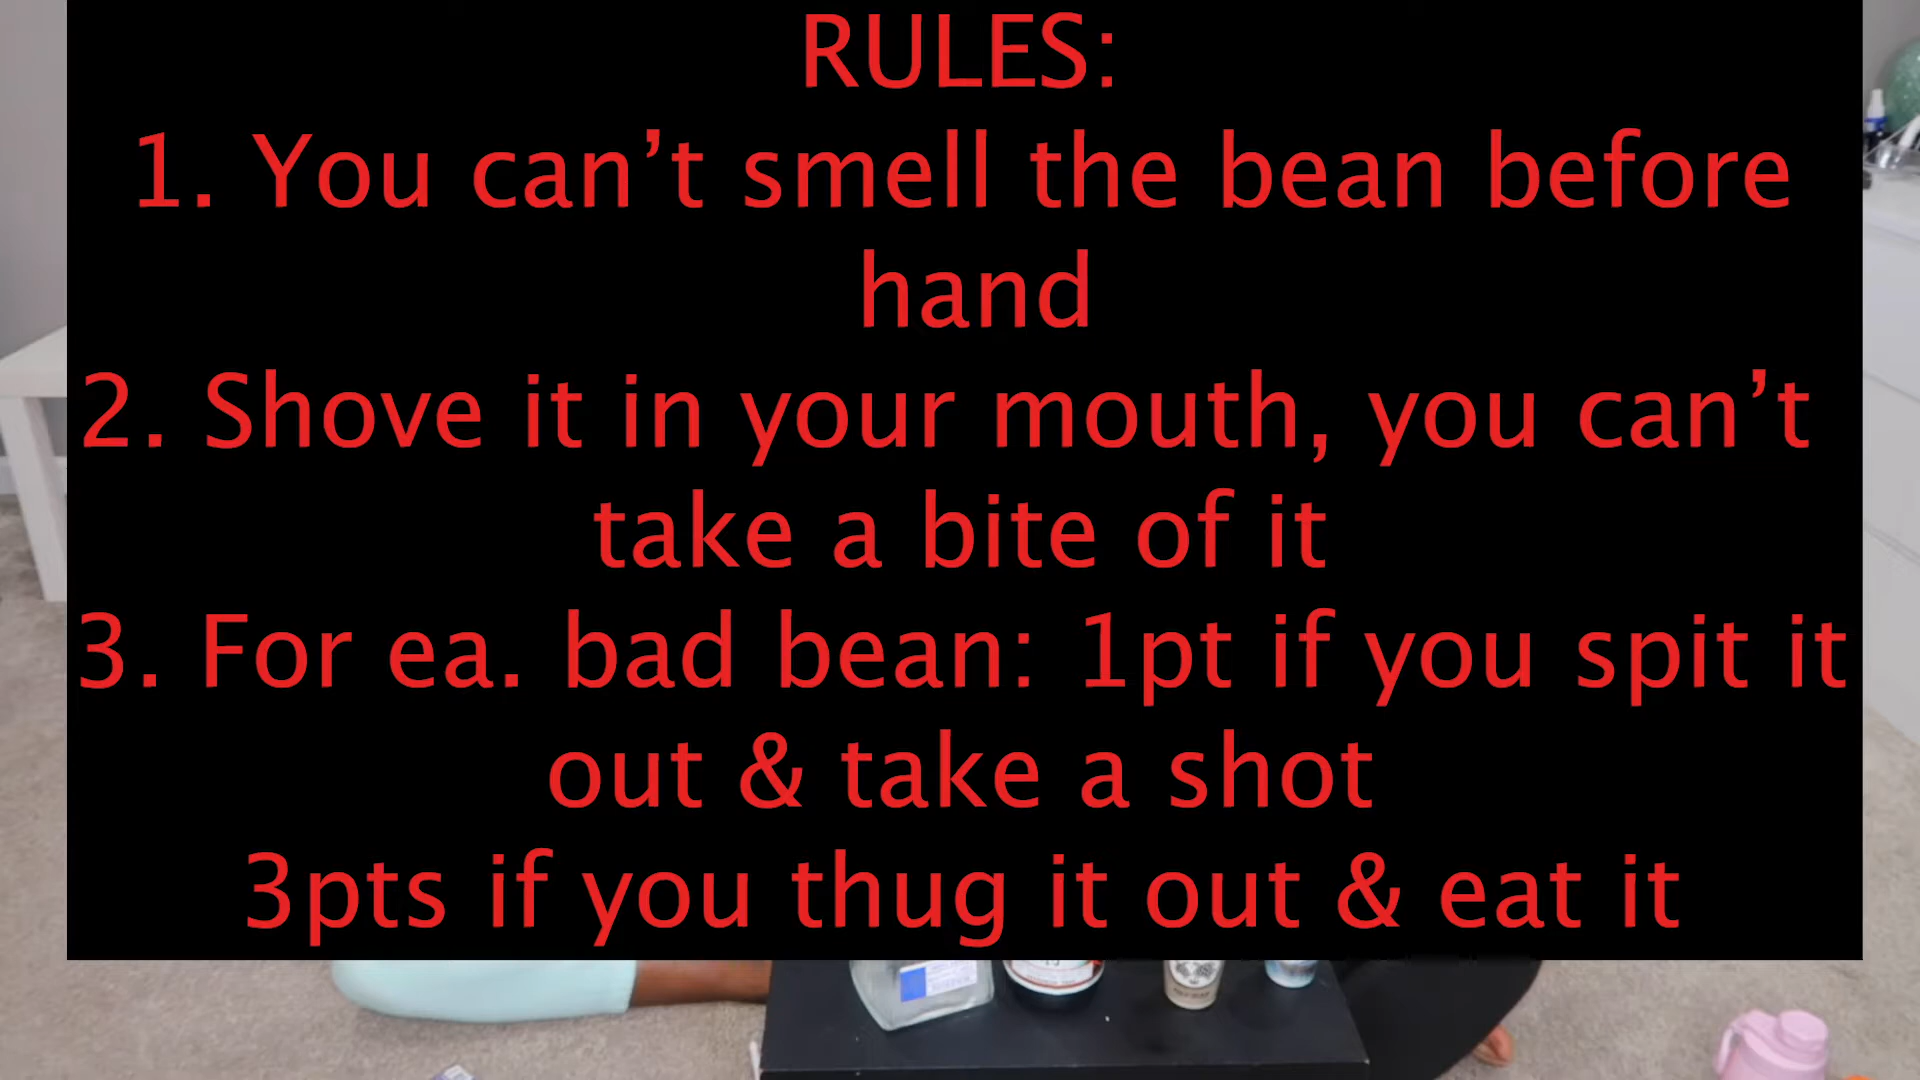 RULES:
1. You can’t smell the bean before
hand
2. Shove it in your mouth, you can’t
take a bite of it
3. For ea. bad bean: 1pt if you spit it
out & take a shot
3pts if you thug it out & eat it